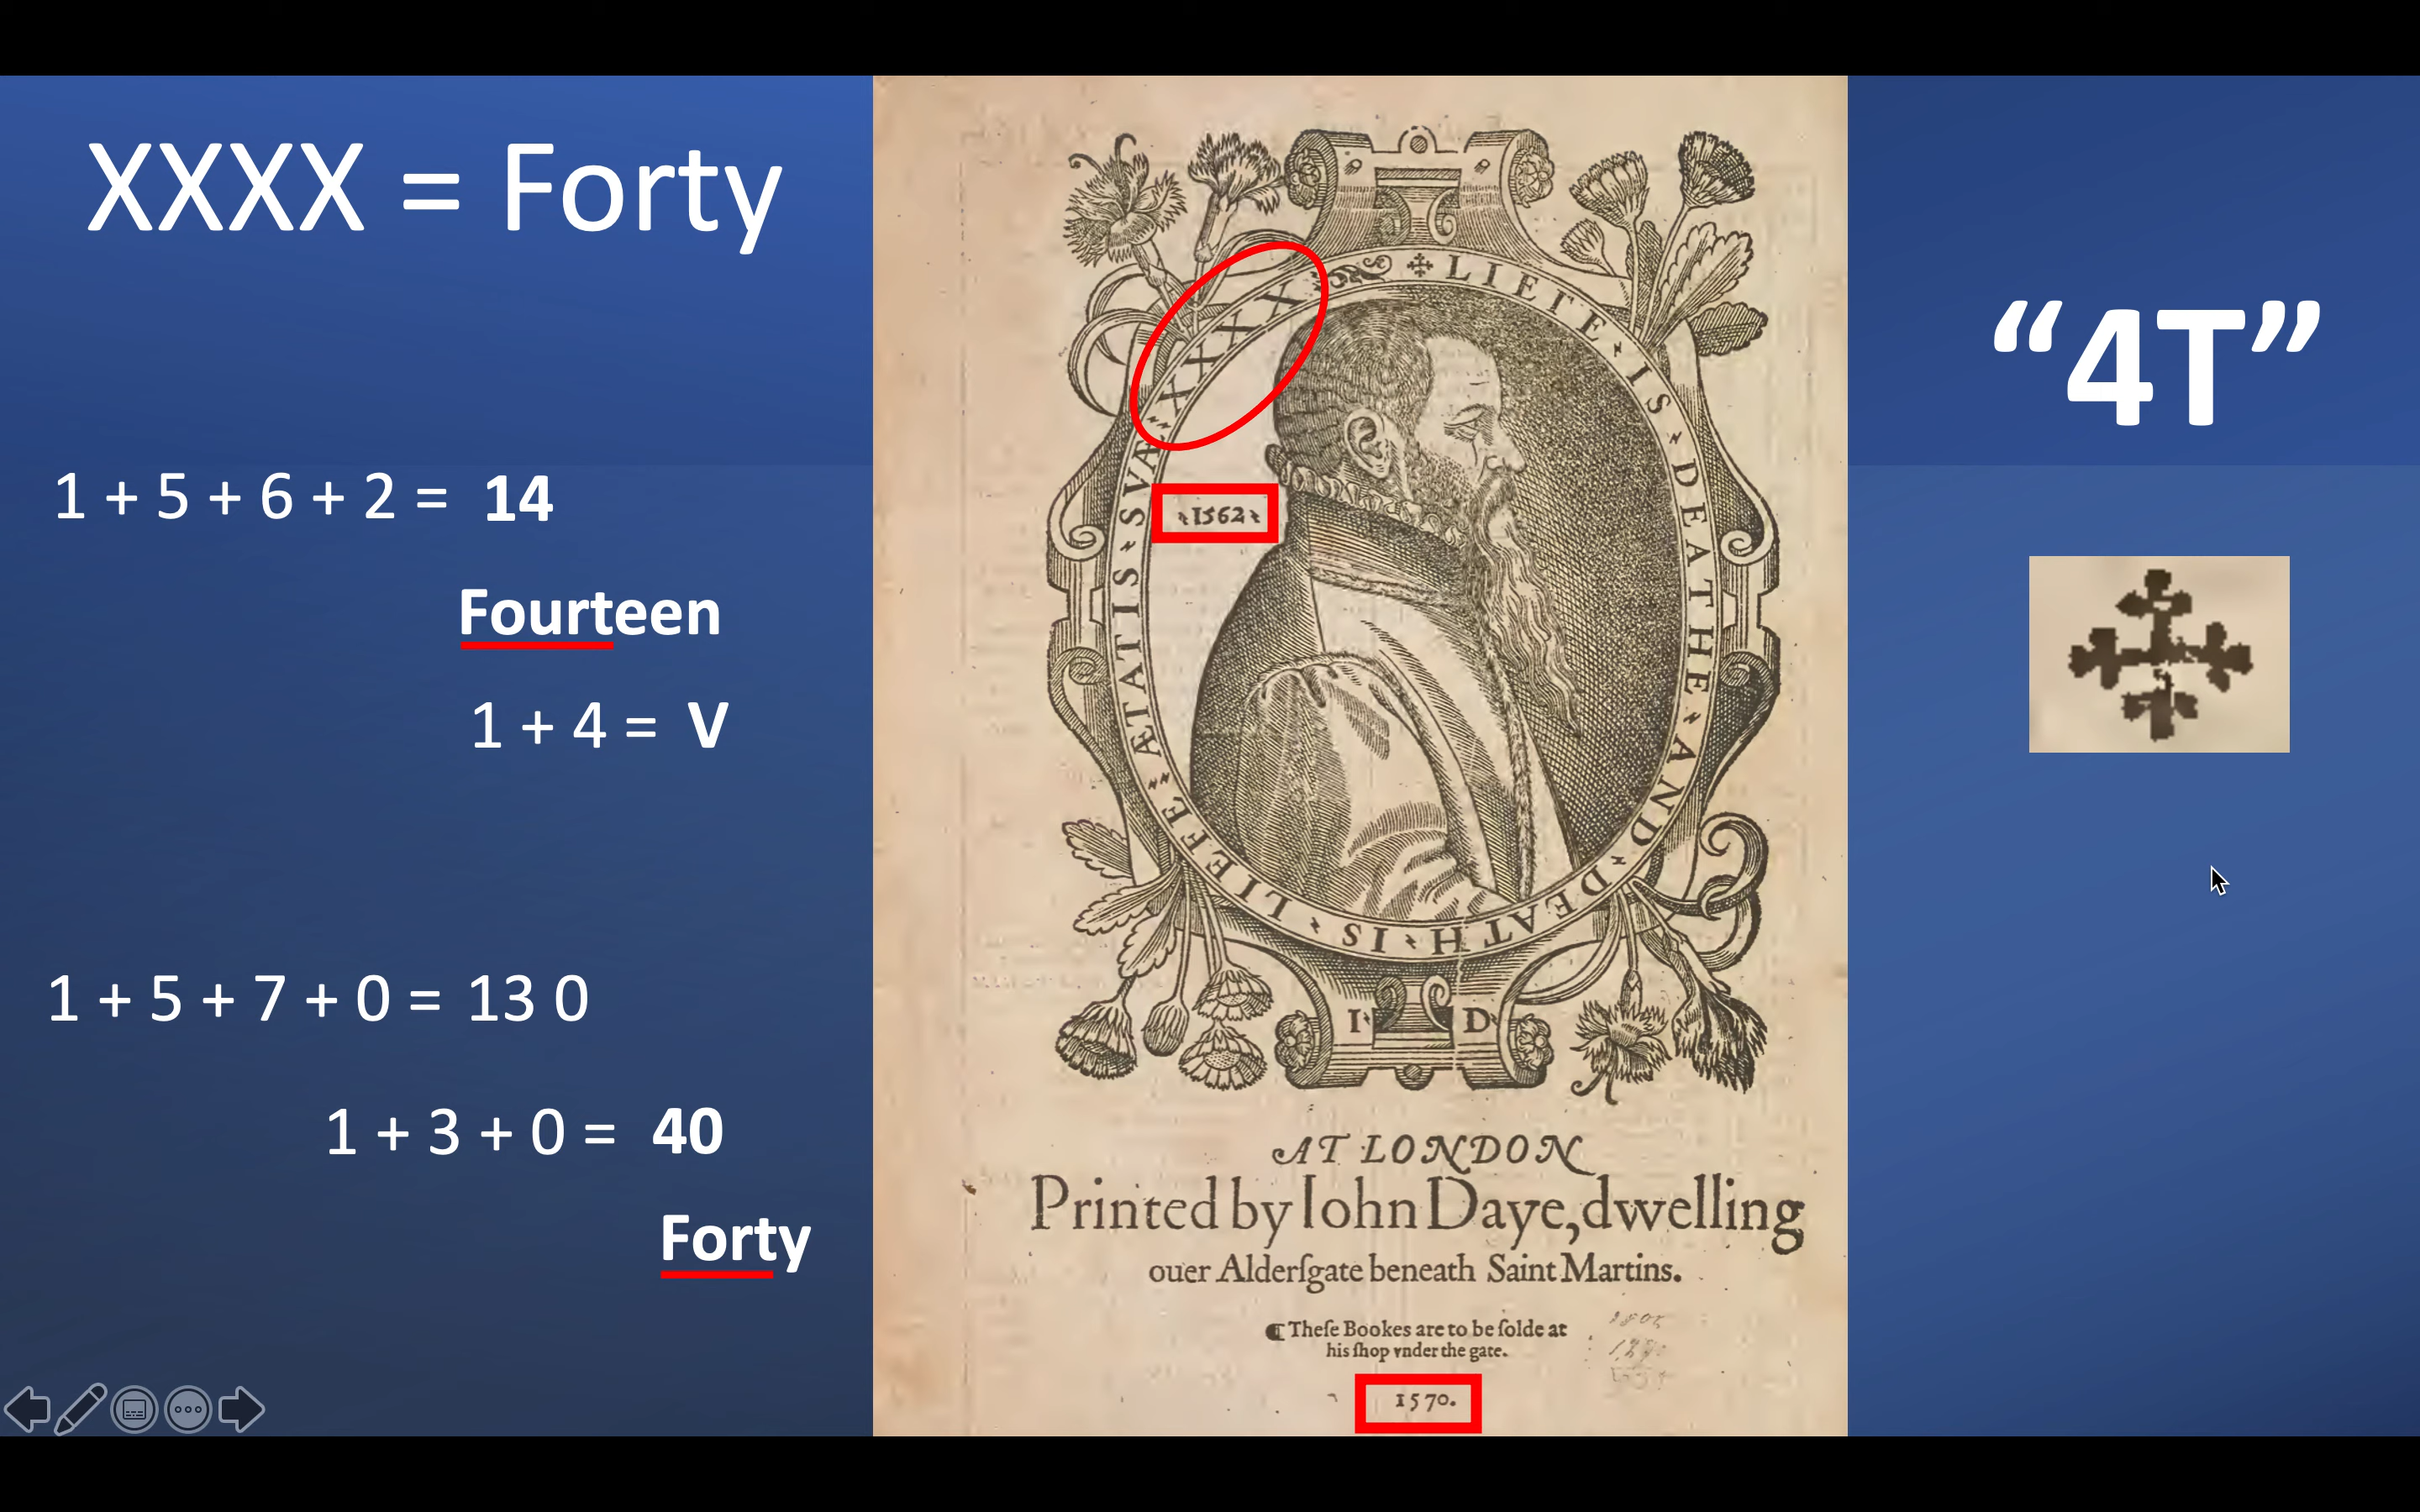 XXXX = Forty
1 + 5 + 6 + 2 = 14
Fourteen
1 + 4 = V
1 + 5 + 7 + 0 = 13 0
1 + 3 + 0 = 40
Forty
LIEFE · IS · DEATHE · AND · DEATH · IS · LIEFE · ÆTATIS · SVÆ · XXXX
1562
I D
AT LONDON
Printed by Iohn Daye, dwelling
ouer Alderſgate beneath Saint Martins.
¶ Theſe Bookes are to be ſolde at
his ſhop vnder the gate.
1570.
“4T”